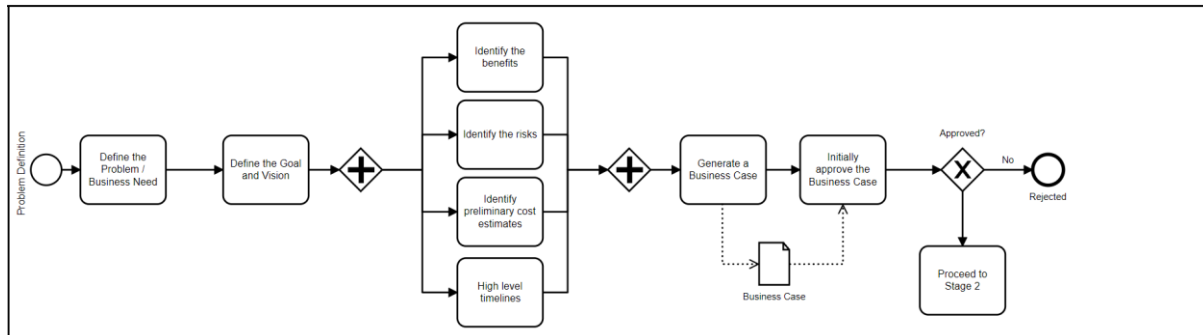 Problem Definition
Define the
Problem /
Business Need
Define the Goal
and Vision
Identify the
benefits
Identify the risks
Identify
preliminary cost
estimates
High level
timelines
Generate a
Business Case
Business Case
Initially
approve the
Business Case
Approved?
No
Rejected
Proceed to
Stage 2